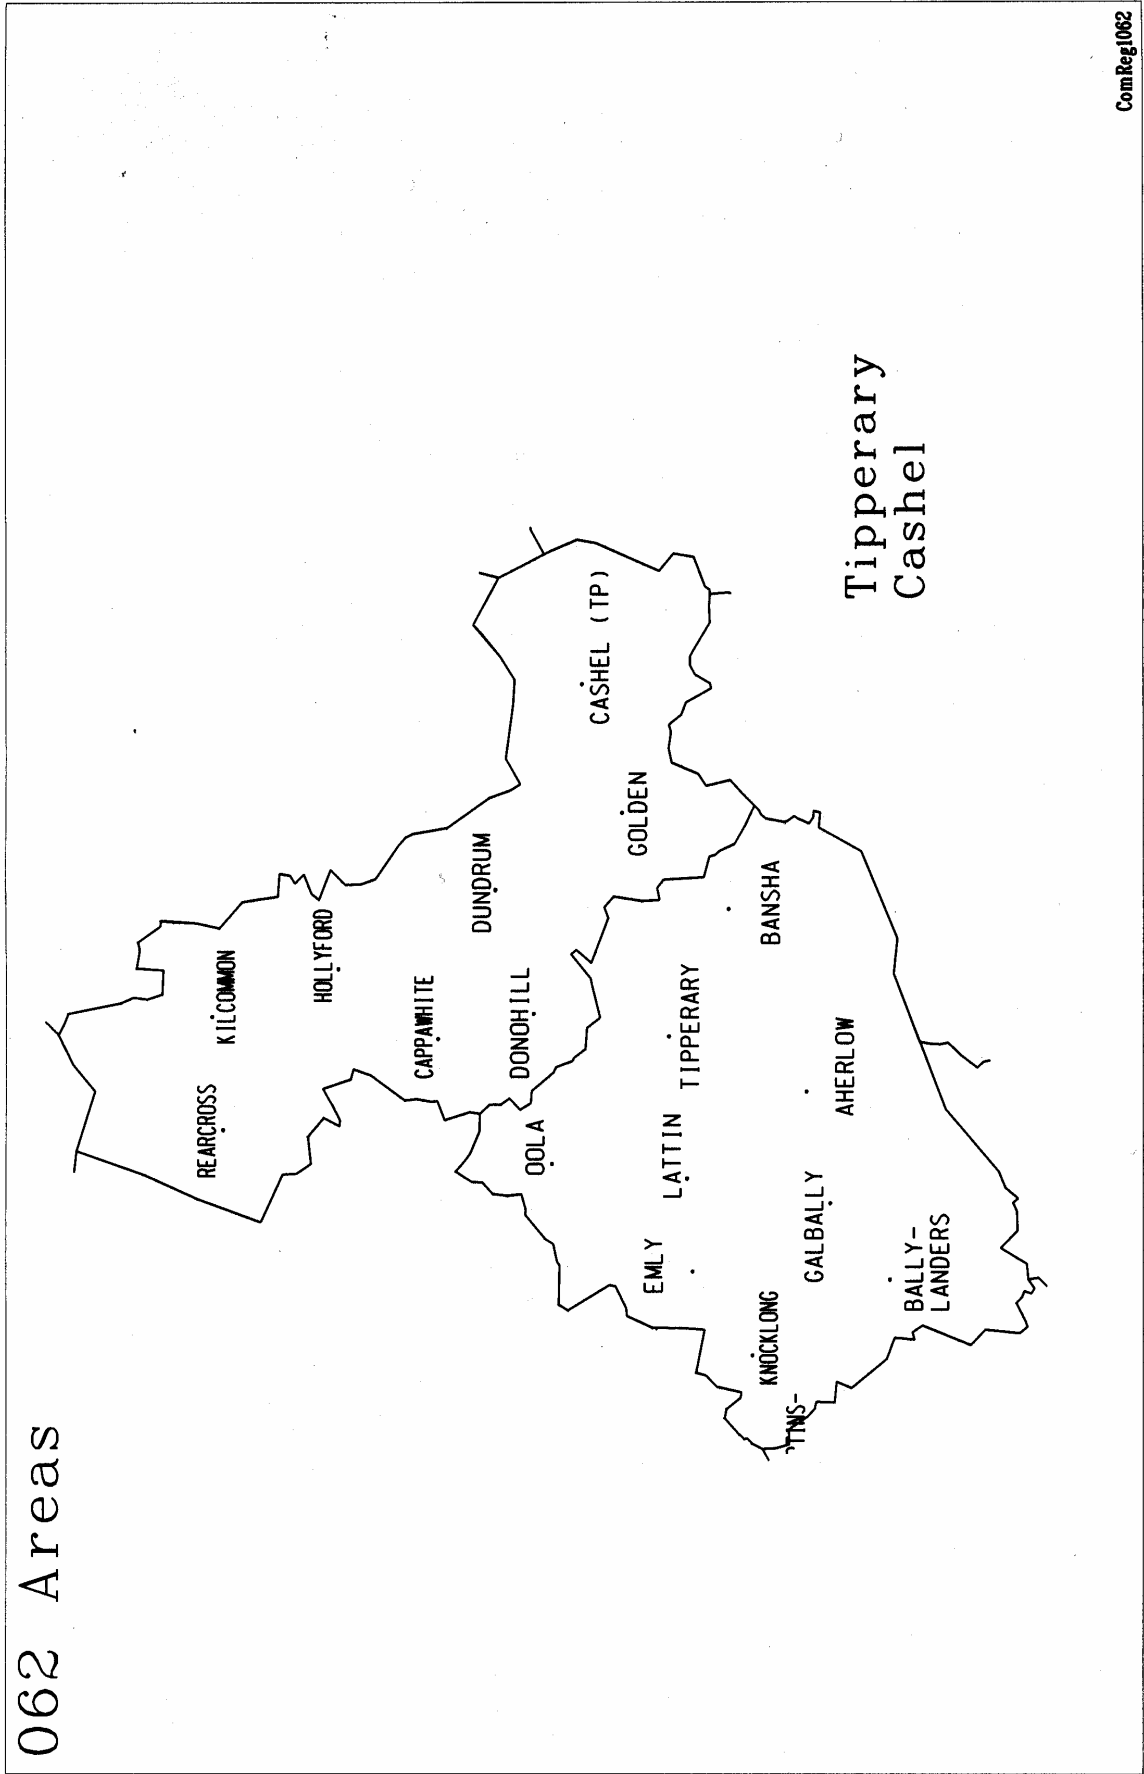 062 Areas
REARCROSS
KILCOMMON
HOLLYFORD
CAPPAWHITE
DUNDRUM
DONOHILL
OOLA
CASHEL (TP)
GOLDEN
EMLY
LATTIN
TIPPERARY
BANSHA
KNOCKLONG
GALBALLY
AHERLOW
BALLY-
LANDERS
Tipperary
Cashel
ComReg1062